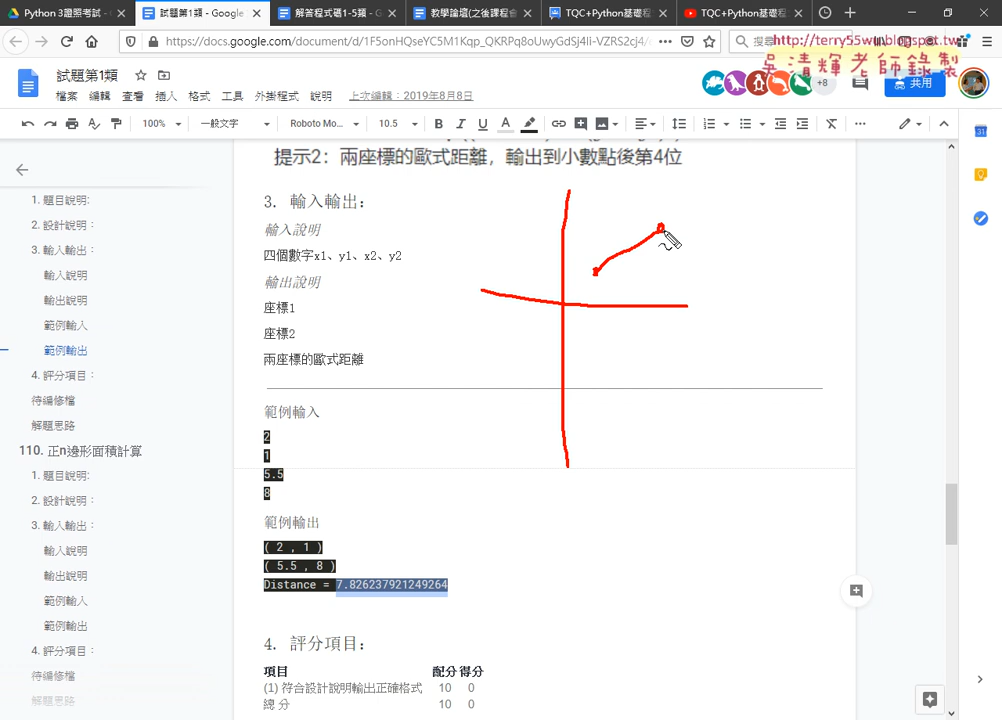 Python 3證照考試 -
試題第1類 - Google
解答程式碼1-5類 - G
教學論壇(之後課程會
TQC+Python基礎程
TQC+Python基礎程
https://docs.google.com/document/d/1F5onHQseYC5M1Kqp_QKRPq8oUwyGdSj4Ii-VZRS2cj4/
http://terry55wu.blogspot.tw
吳清輝老師錄製
試題第1類
+8
共用
檔案 編輯 查看 插入 格式 工具 外掛程式 說明 上次編輯：2019年8月8日
100% 一般文字 Roboto Mo... 10.5 B I U A
提示2：兩座標的歐式距離，輸出到小數點後第4位
1. 題目說明:
2. 設計說明：
3. 輸入輸出：
輸入說明
輸出說明
範例輸入
範例輸出
4. 評分項目：
待編修檔
解題思路
110. 正n邊形面積計算
1. 題目說明:
2. 設計說明：
3. 輸入輸出：
輸入說明
輸出說明
範例輸入
範例輸出
4. 評分項目：
待編修檔
解題思路
3. 輸入輸出：
輸入說明
四個數字x1、y1、x2、y2
輸出說明
座標1
座標2
兩座標的歐式距離
範例輸入
2
1
5.5
8
範例輸出
( 2 , 1 )
( 5.5 , 8 )
Distance = 7.826237921249264
4. 評分項目：
項目 配分 得分
(1) 符合設計說明輸出正確格式 10 0
總 分 10 0